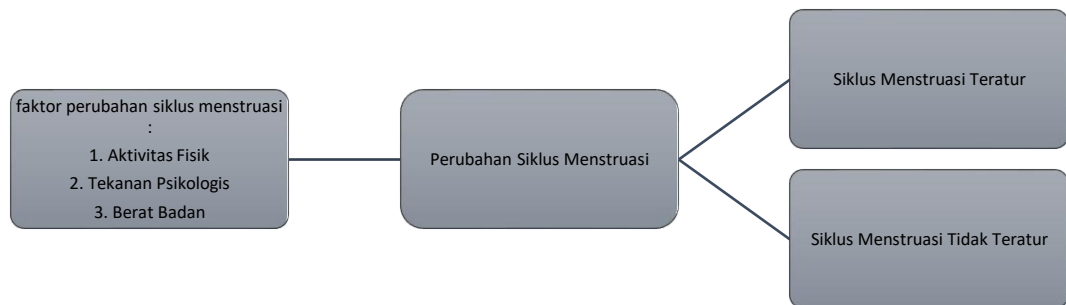 faktor perubahan siklus menstruasi
:
1. Aktivitas Fisik
2. Tekanan Psikologis
3. Berat Badan
Perubahan Siklus Menstruasi
Siklus Menstruasi Teratur
Siklus Menstruasi Tidak Teratur